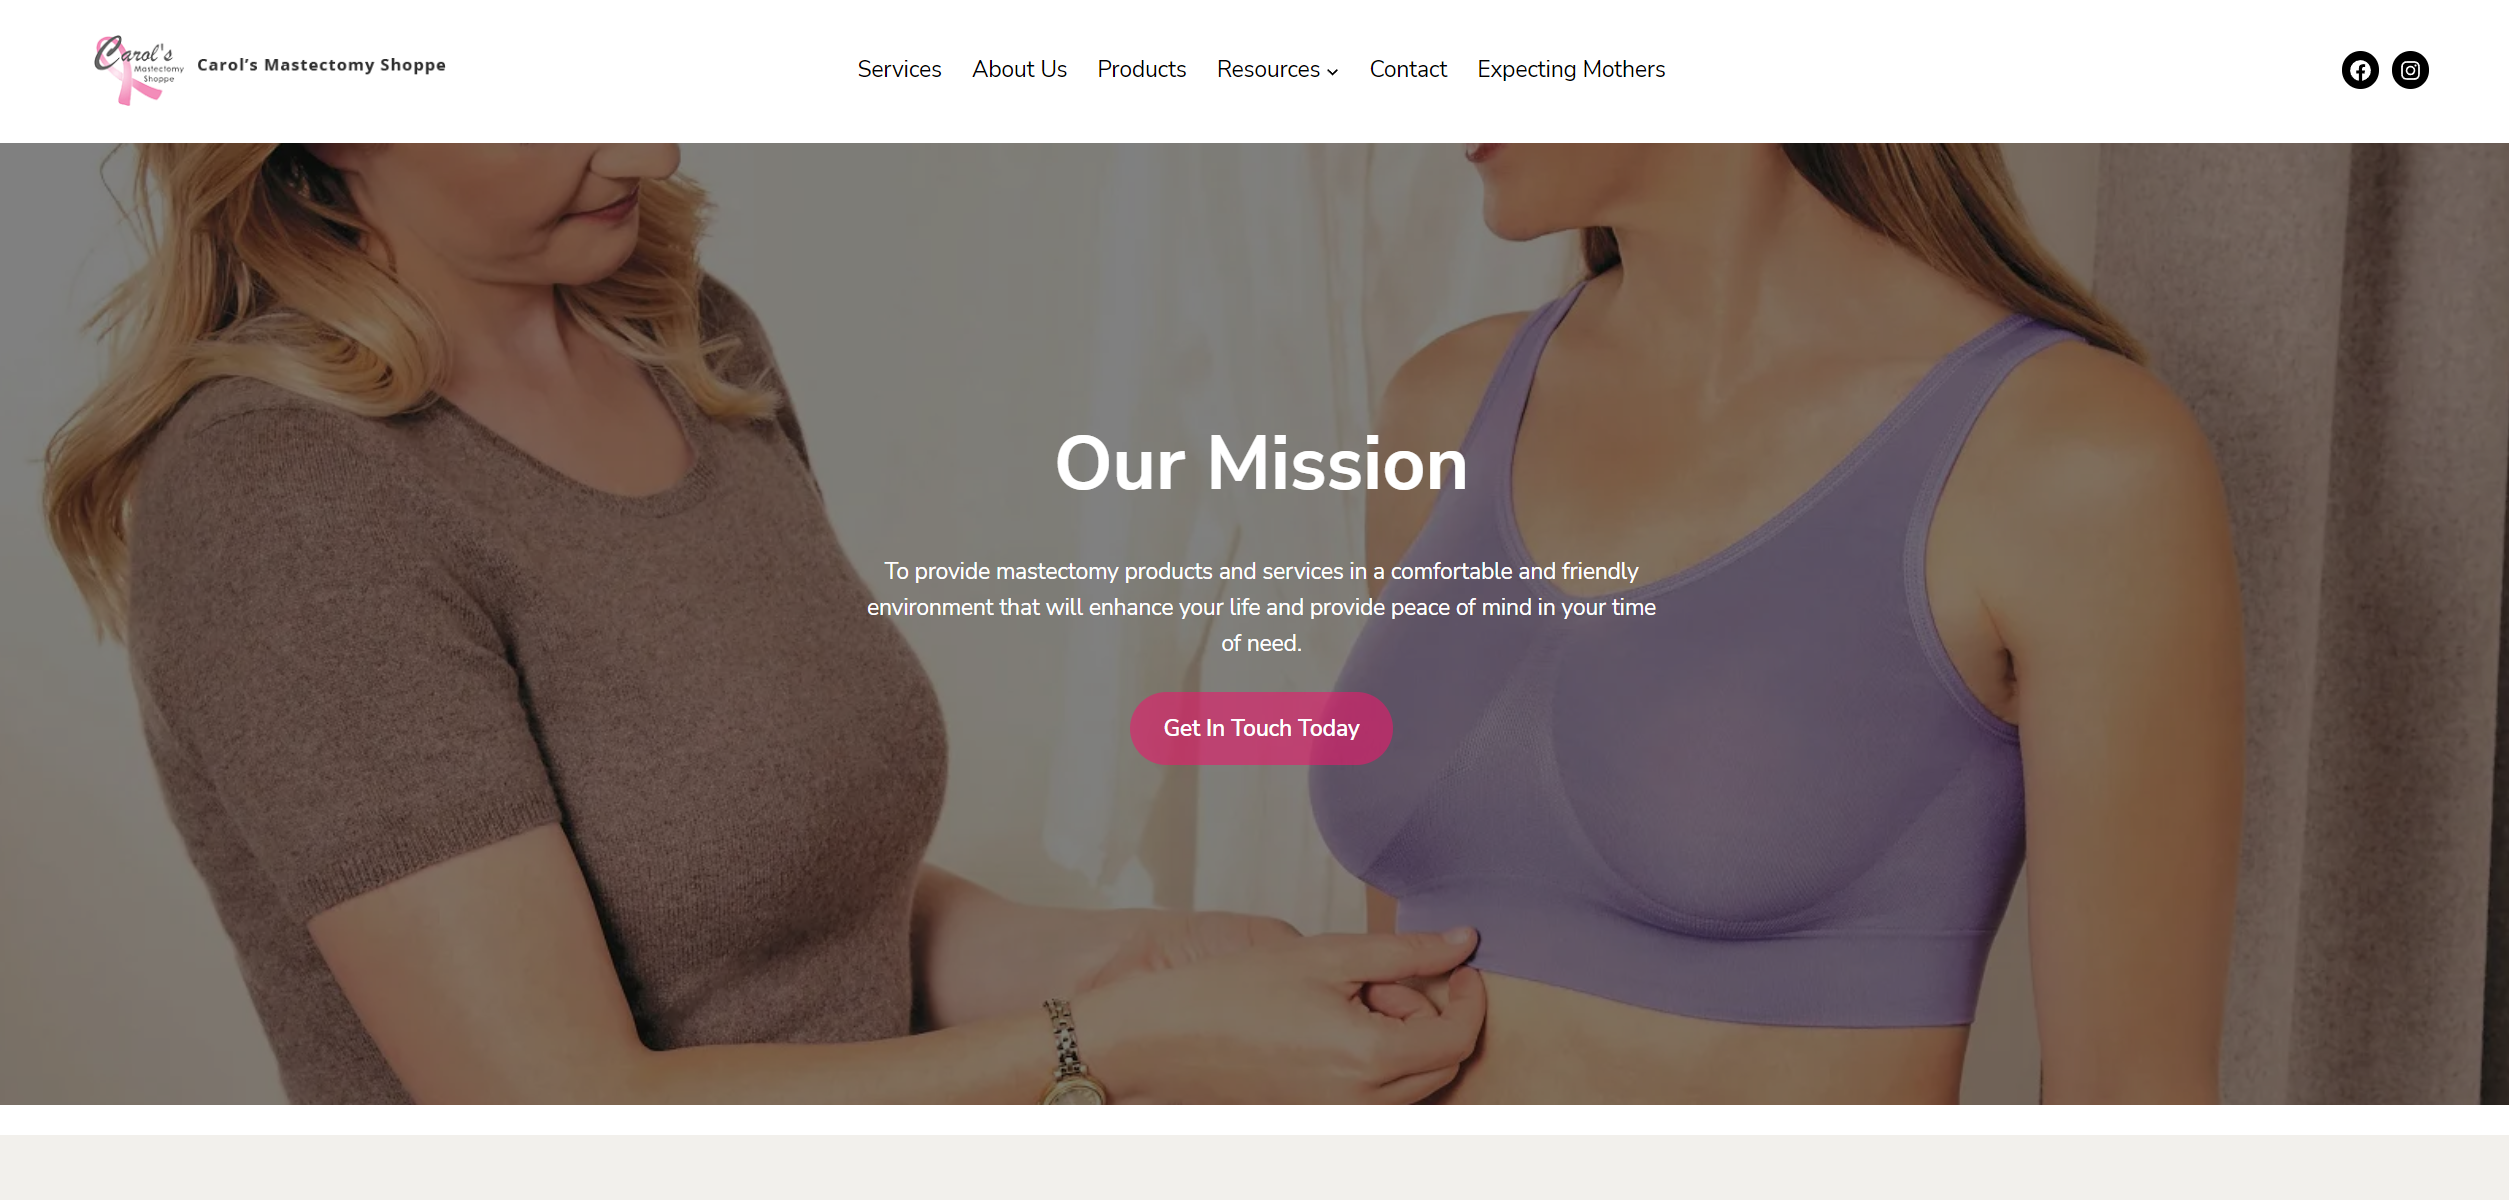 Carol's
Mastectomy
Shoppe
Carol's Mastectomy Shoppe
Services
About Us
Products
Resources
Contact
Expecting Mothers
Our Mission
To provide mastectomy products and services in a comfortable and friendly
environment that will enhance your life and provide peace of mind in your time
of need.
Get In Touch Today